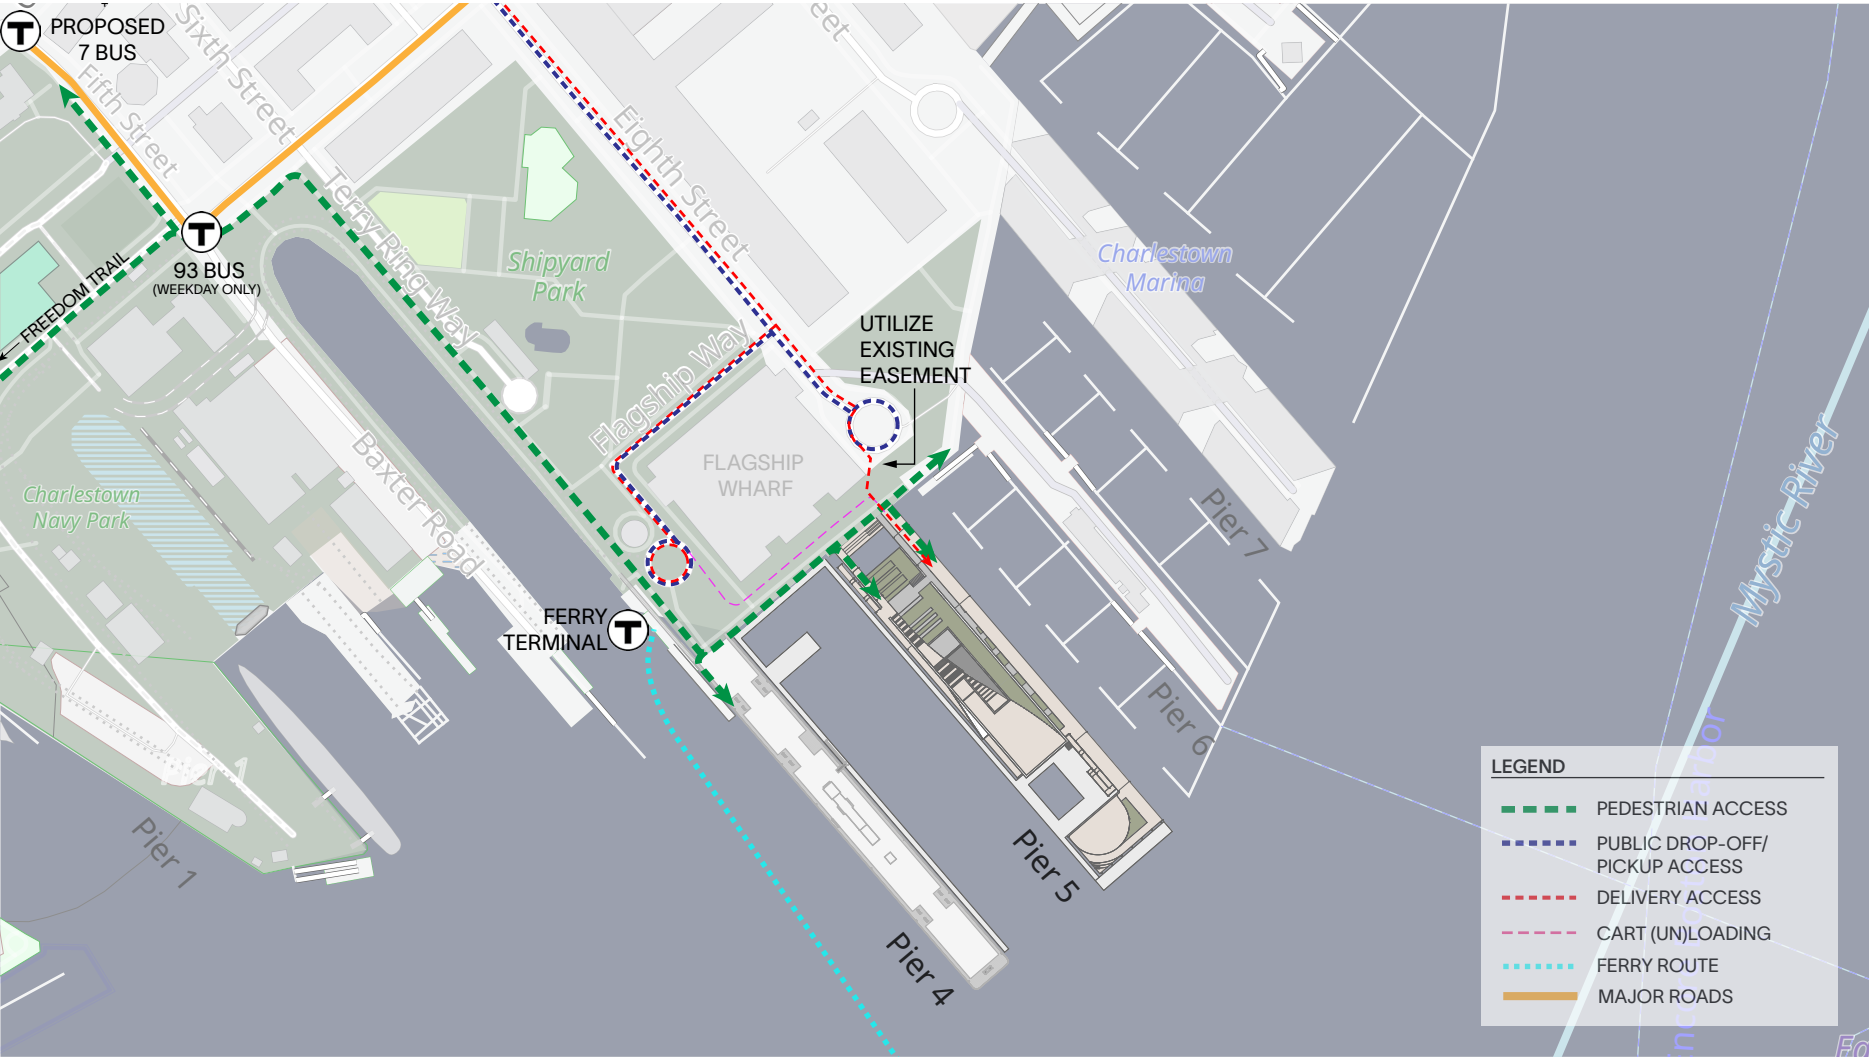 T
PROPOSED
7 BUS
Sixth Street
Fifth Street
T
93 BUS
(WEEKDAY ONLY)
FREEDOM TRAIL
Terry Ring Way
Shipyard
Park
Eighth Street
Charlestown
Marina
UTILIZE
EXISTING
EASEMENT
Flagship Way
FLAGSHIP
WHARF
Baxter Road
Charlestown
Navy Park
FERRY
TERMINAL
T
Pier 7
Pier 6
Pier 5
Pier 4
Pier 1
Pier 1
Mystic River
LEGEND
PEDESTRIAN ACCESS
PUBLIC DROP-OFF/
PICKUP ACCESS
DELIVERY ACCESS
CART (UN)LOADING
FERRY ROUTE
MAJOR ROADS